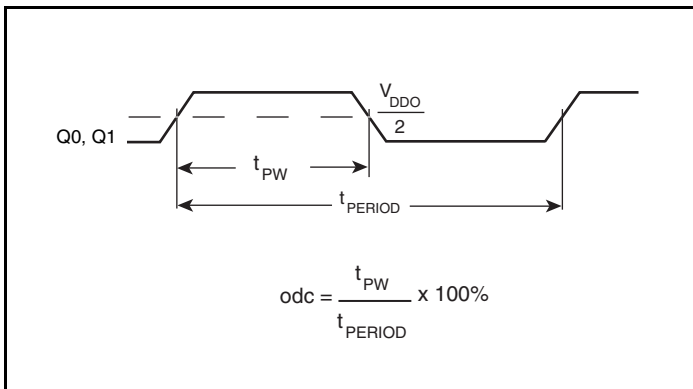 V_DDO
2
Q0, Q1
t_PW
t_PERIOD
odc = t_PW x 100%
t_PERIOD